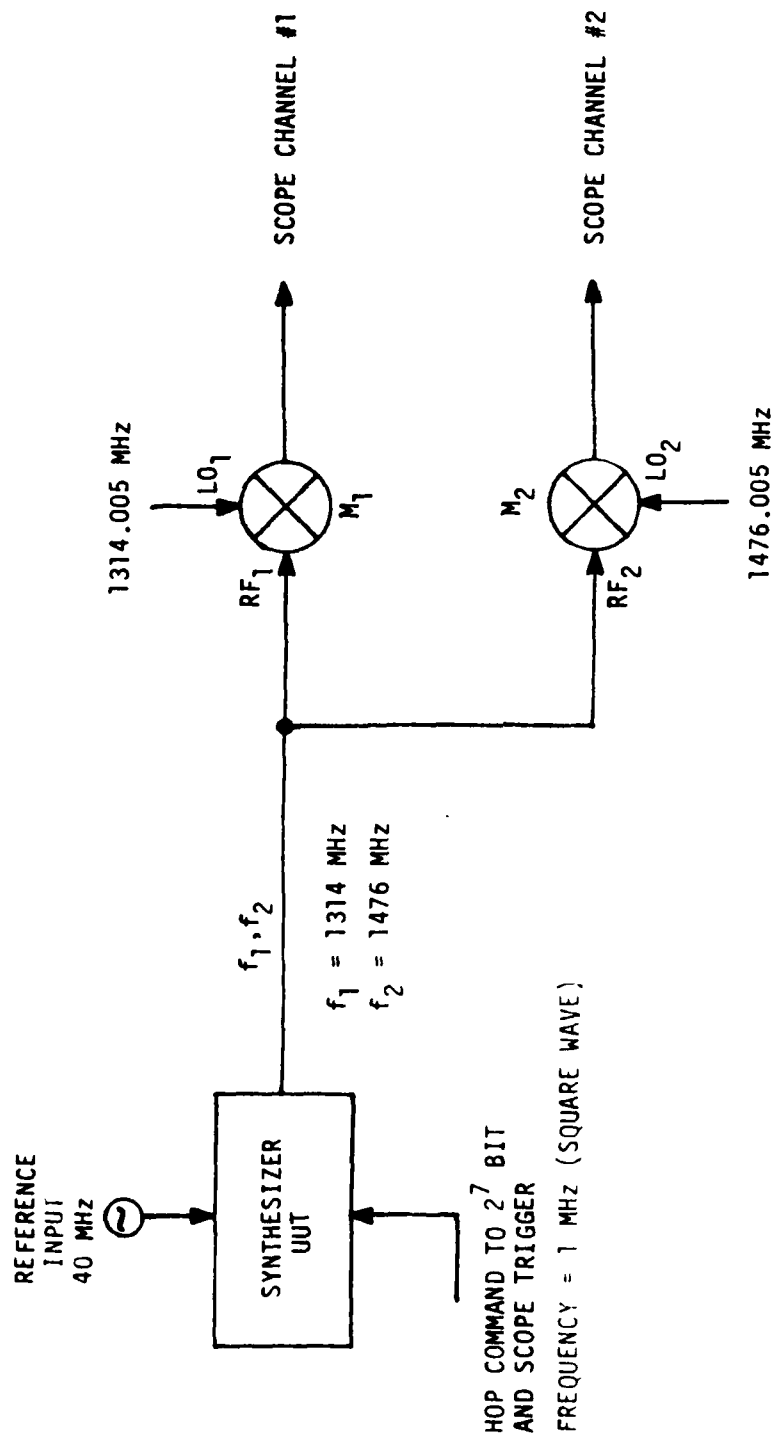 REFERENCE
INPUT
40 MHz
~
SYNTHESIZER
UUT
HOP COMMAND TO 2⁷ BIT
AND SCOPE TRIGGER
FREQUENCY = 1 MHz (SQUARE WAVE)
f₁,f₂
f₁ = 1314 MHz
f₂ = 1476 MHz
1314.005 MHz
LO₁
RF₁
M₁
SCOPE CHANNEL #1
M₂
RF₂
LO₂
1476.005 MHz
SCOPE CHANNEL #2